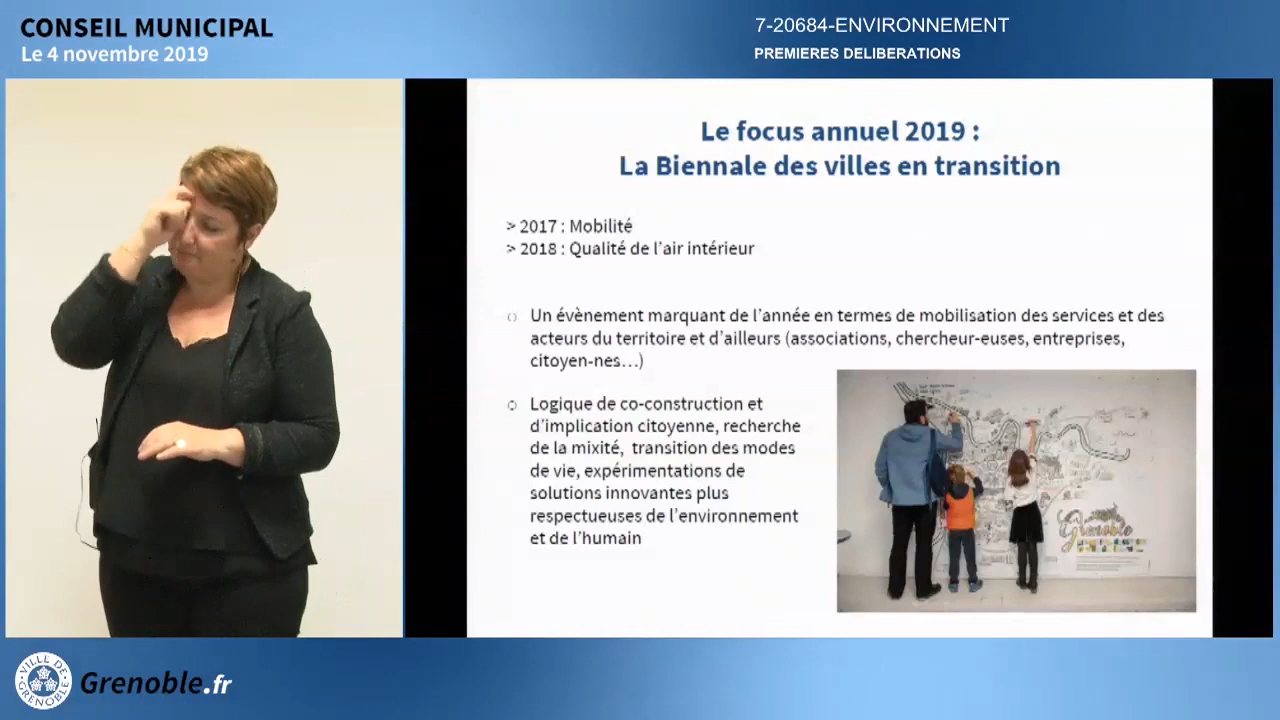 CONSEIL MUNICIPAL
Le 4 novembre 2019
7-20684-ENVIRONNEMENT
PREMIERES DELIBERATIONS
Le focus annuel 2019 :
La Biennale des villes en transition
> 2017 : Mobilité
> 2018 : Qualité de l'air intérieur
Un évènement marquant de l'année en termes de mobilisation des services et des
acteurs du territoire et d'ailleurs (associations, chercheur-euses, entreprises,
citoyen-nes...)
Logique de co-construction et
d'implication citoyenne, recherche
de la mixité, transition des modes
de vie, expérimentations de
solutions innovantes plus
respectueuses de l'environnement
et de l'humain
Grenoble
VILLE DE
GRENOBLE
Grenoble.fr